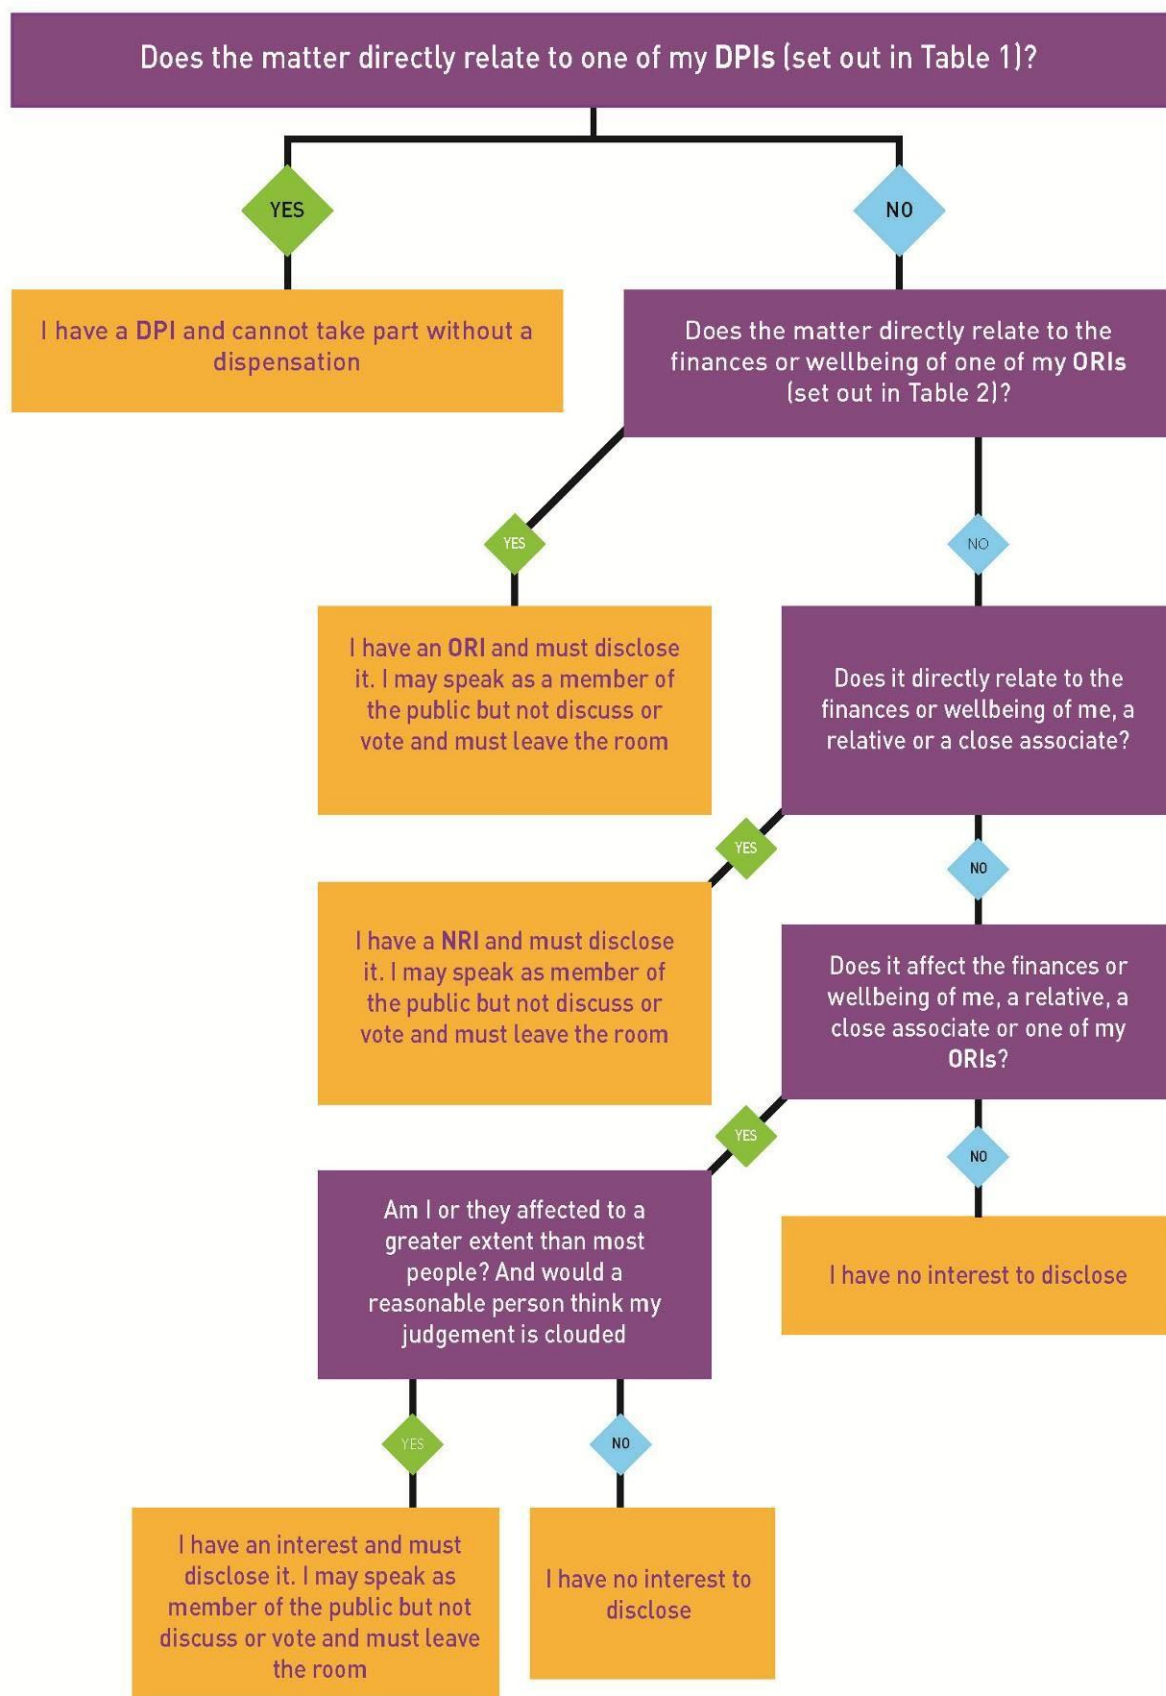 Does the matter directly relate to one of my DPIs (set out in Table 1)?
YES
NO
I have a DPI and cannot take part without a
dispensation
Does the matter directly relate to the
finances or wellbeing of one of my ORIs
(set out in Table 2)?
YES
NO
I have an ORI and must disclose
it. I may speak as a member of
the public but not discuss or
vote and must leave the room
Does it directly relate to the
finances or wellbeing of me, a
relative or a close associate?
YES
NO
I have a NRI and must disclose
it. I may speak as member of
the public but not discuss or
vote and must leave the room
Does it affect the finances or
wellbeing of me, a relative, a
close associate or one of my
ORIs?
YES
NO
Am I or they affected to a
greater extent than most
people? And would a
reasonable person think my
judgement is clouded
I have no interest to disclose
YES
NO
I have an interest and must
disclose it. I may speak as
member of the public but not
discuss or vote and must leave
the room
I have no interest to
disclose